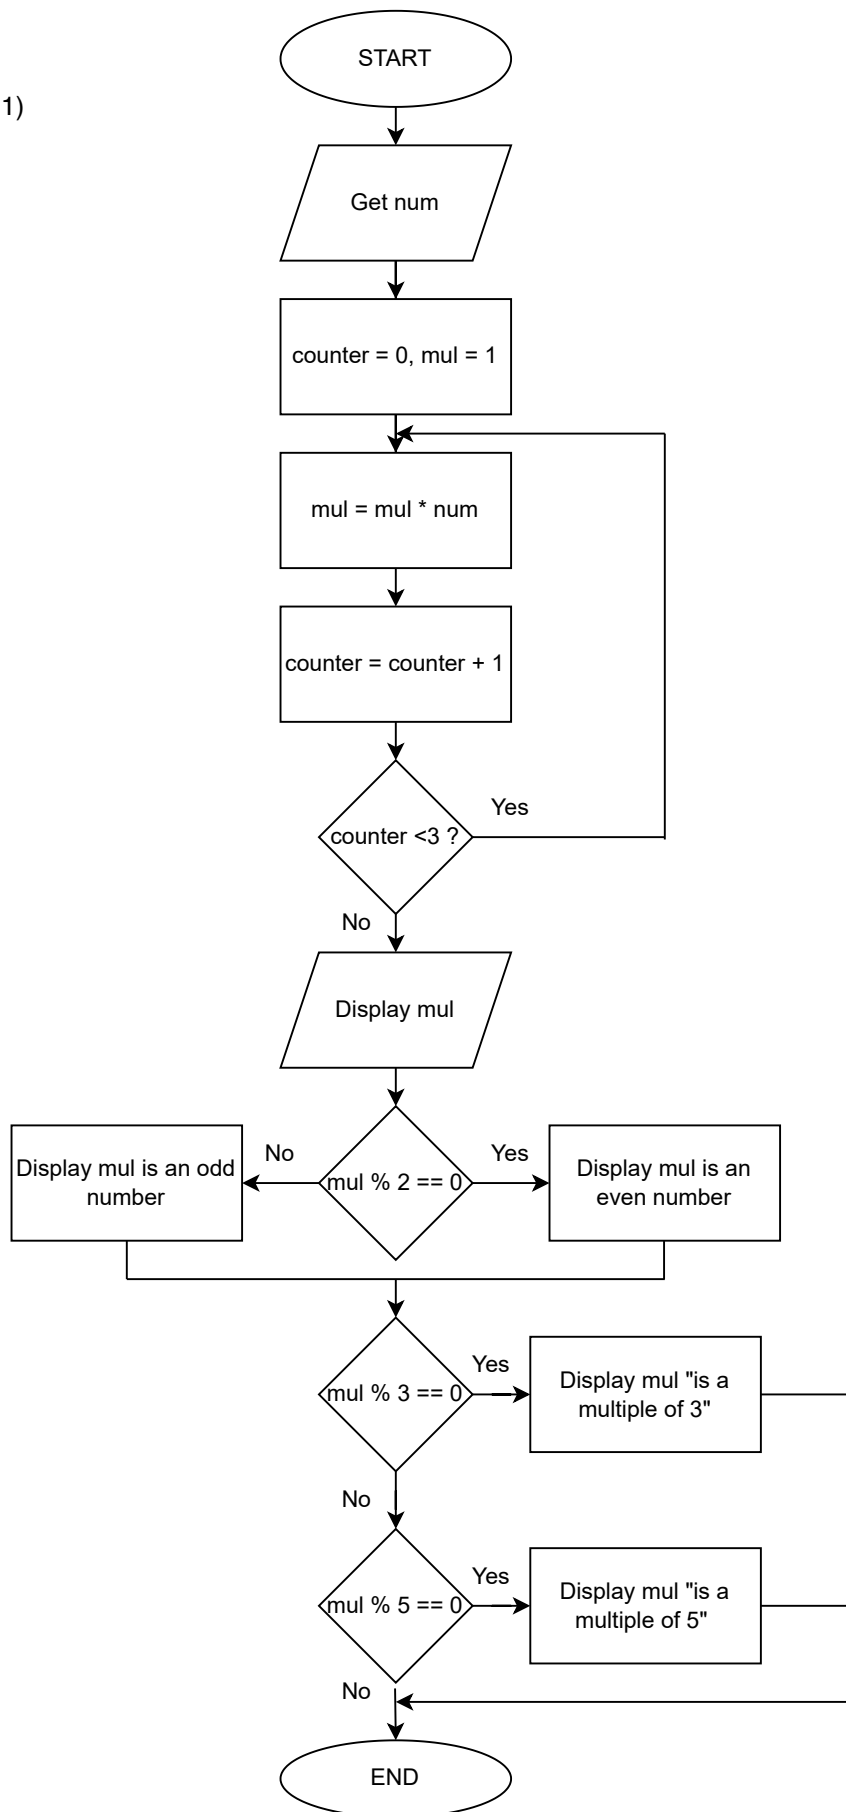 START
1)
Get num
counter = 0, mul = 1
mul = mul * num
counter = counter + 1
Yes
counter <3 ?
No
Display mul
No
Yes
Display mul is an odd
number
mul % 2 == 0
Display mul is an
even number
Yes
mul % 3 == 0
Display mul "is a
multiple of 3"
No
Yes
mul % 5 == 0
Display mul "is a
multiple of 5"
No
END